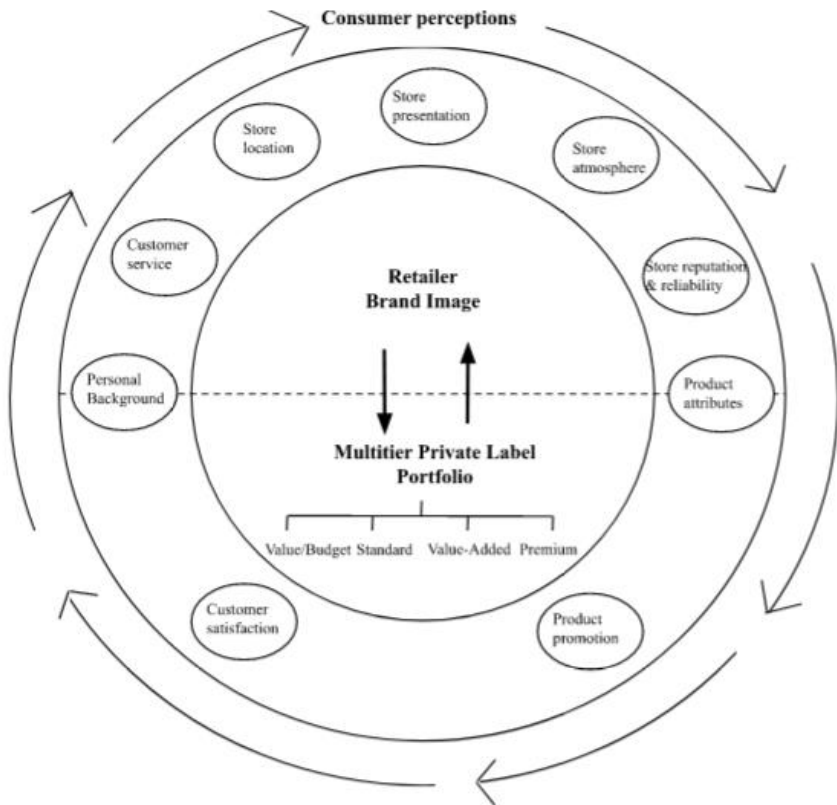 Consumer perceptions
Store
presentation
Store
location
Store
atmosphere
Customer
service
Store reputation
& reliability
Retailer
Brand Image
Personal
Background
Product
attributes
Multitier Private Label
Portfolio
Value/Budget Standard Value-Added Premium
Customer
satisfaction
Product
promotion